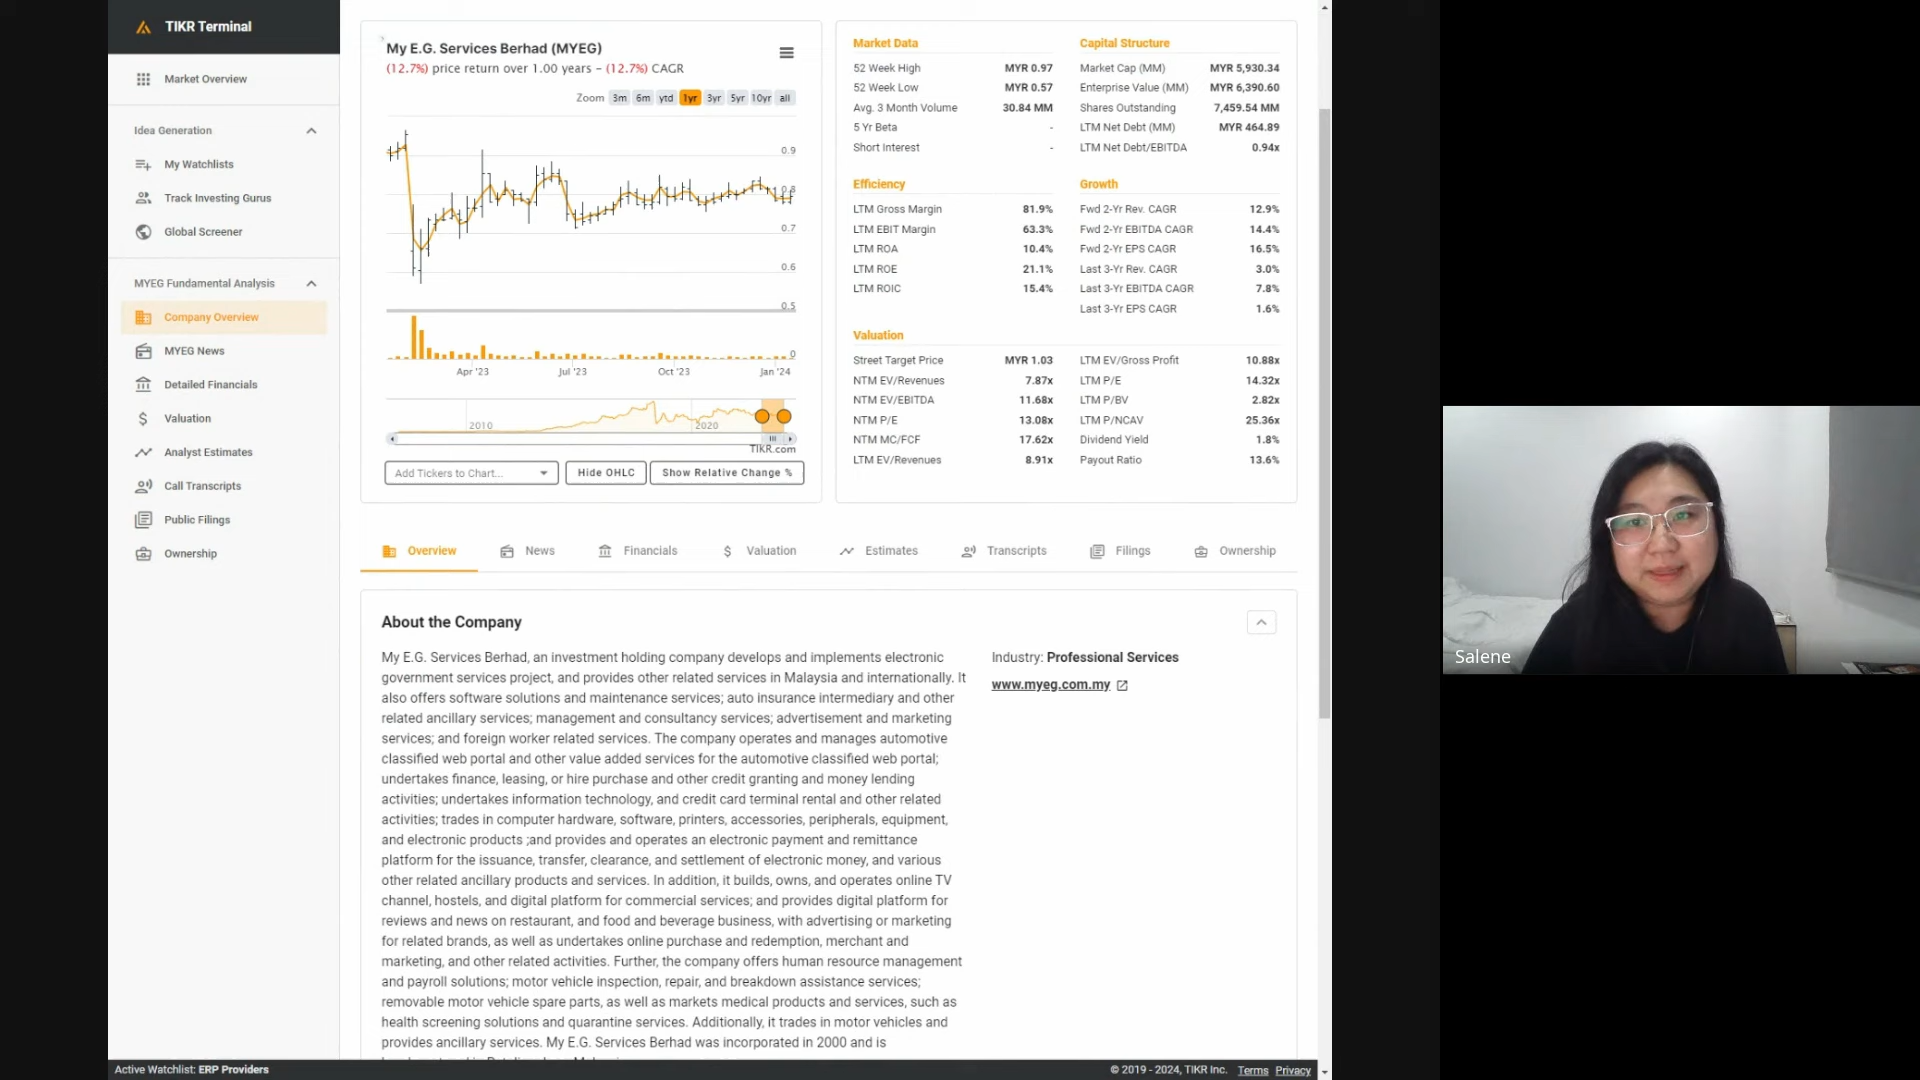 TIKR Terminal
Market Overview
Idea Generation
My Watchlists
Track Investing Gurus
Global Screener
MYEG Fundamental Analysis
Company Overview
MYEG News
Detailed Financials
Valuation
Analyst Estimates
Call Transcripts
Public Filings
Ownership
My E.G. Services Berhad (MYEG)
(12.7%) price return over 1.00 years – (12.7%) CAGR
Zoom 3m 6m ytd 1yr 3yr 5yr 10yr all
0.9
0.8
0.7
0.6
0.5
0
Apr '23 Jul '23 Oct '23 Jan '24
2010 2020
TIKR.com
Add Tickers to Chart... Hide OHLC Show Relative Change %
Market Data
52 Week High MYR 0.97
52 Week Low MYR 0.57
Avg. 3 Month Volume 30.84 MM
5 Yr Beta -
Short Interest -
Capital Structure
Market Cap (MM) MYR 5,930.34
Enterprise Value (MM) MYR 6,390.60
Shares Outstanding 7,459.54 MM
LTM Net Debt (MM) MYR 464.89
LTM Net Debt/EBITDA 0.94x
Efficiency
LTM Gross Margin 81.9%
LTM EBIT Margin 63.3%
LTM ROA 10.4%
LTM ROE 21.1%
LTM ROIC 15.4%
Growth
Fwd 2-Yr Rev. CAGR 12.9%
Fwd 2-Yr EBITDA CAGR 14.4%
Fwd 2-Yr EPS CAGR 16.5%
Last 3-Yr Rev. CAGR 3.0%
Last 3-Yr EBITDA CAGR 7.8%
Last 3-Yr EPS CAGR 1.6%
Valuation
Street Target Price MYR 1.03
NTM EV/Revenues 7.87x
NTM EV/EBITDA 11.68x
NTM P/E 13.08x
NTM MC/FCF 17.62x
LTM EV/Revenues 8.91x
LTM EV/Gross Profit 10.88x
LTM P/E 14.32x
LTM P/BV 2.82x
LTM P/NCAV 25.36x
Dividend Yield 1.8%
Payout Ratio 13.6%
Overview News Financials Valuation Estimates Transcripts Filings Ownership
About the Company
My E.G. Services Berhad, an investment holding company develops and implements electronic
government services project, and provides other related services in Malaysia and internationally. It
also offers software solutions and maintenance services; auto insurance intermediary and other
related ancillary services; management and consultancy services; advertisement and marketing
services; and foreign worker related services. The company operates and manages automotive
classified web portal and other value added services for the automotive classified web portal;
undertakes finance, leasing, or hire purchase and other credit granting and money lending
activities; undertakes information technology, and credit card terminal rental and other related
activities; trades in computer hardware, software, printers, accessories, peripherals, equipment,
and electronic products ;and provides and operates an electronic payment and remittance
platform for the issuance, transfer, clearance, and settlement of electronic money, and various
other related ancillary products and services. In addition, it builds, owns, and operates online TV
channel, hostels, and digital platform for commercial services; and provides digital platform for
reviews and news on restaurant, and food and beverage business, with advertising or marketing
for related brands, as well as undertakes online purchase and redemption, merchant and
marketing, and other related activities. Further, the company offers human resource management
and payroll solutions; motor vehicle inspection, repair, and breakdown assistance services;
removable motor vehicle spare parts, as well as markets medical products and services, such as
health screening solutions and quarantine services. Additionally, it trades in motor vehicles and
provides ancillary services. My E.G. Services Berhad was incorporated in 2000 and is
Industry: Professional Services
www.myeg.com.my
Active Watchlist: ERP Providers
© 2019 - 2024, TIKR Inc. Terms Privacy
Salene